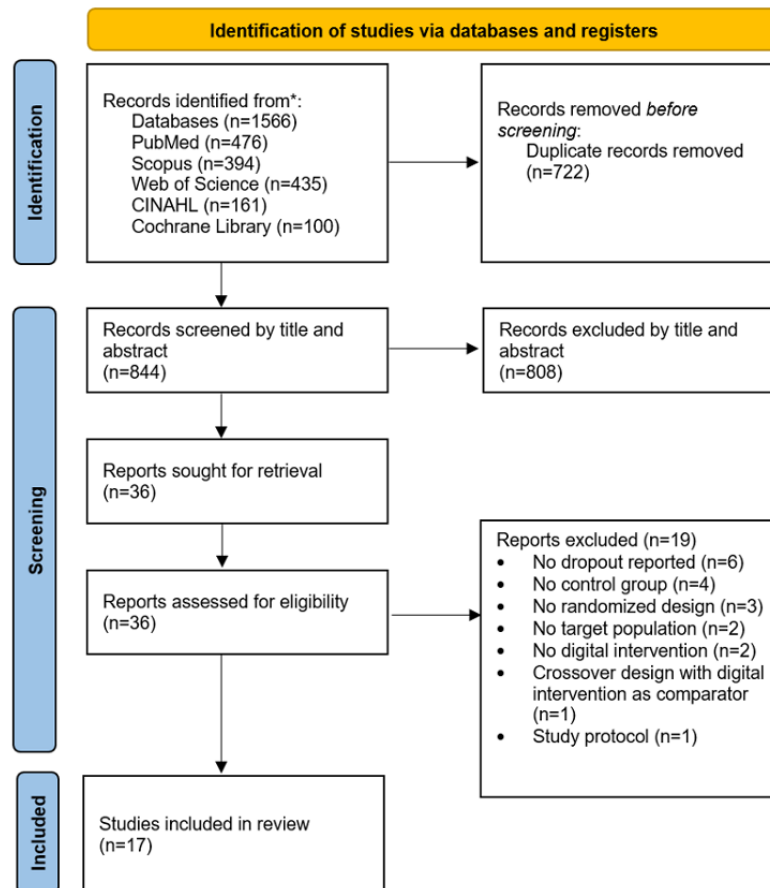 Identification of studies via databases and registers
Identification
Records identified from*:
Databases (n=1566)
PubMed (n=476)
Scopus (n=394)
Web of Science (n=435)
CINAHL (n=161)
Cochrane Library (n=100)
Records removed before
screening:
Duplicate records removed
(n=722)
Screening
Records screened by title and
abstract
(n=844)
Records excluded by title and
abstract
(n=808)
Reports sought for retrieval
(n=36)
Reports assessed for eligibility
(n=36)
Reports excluded (n=19)
• No dropout reported (n=6)
• No control group (n=4)
• No randomized design (n=3)
• No target population (n=2)
• No digital intervention (n=2)
• Crossover design with digital
intervention as comparator
(n=1)
• Study protocol (n=1)
Included
Studies included in review
(n=17)